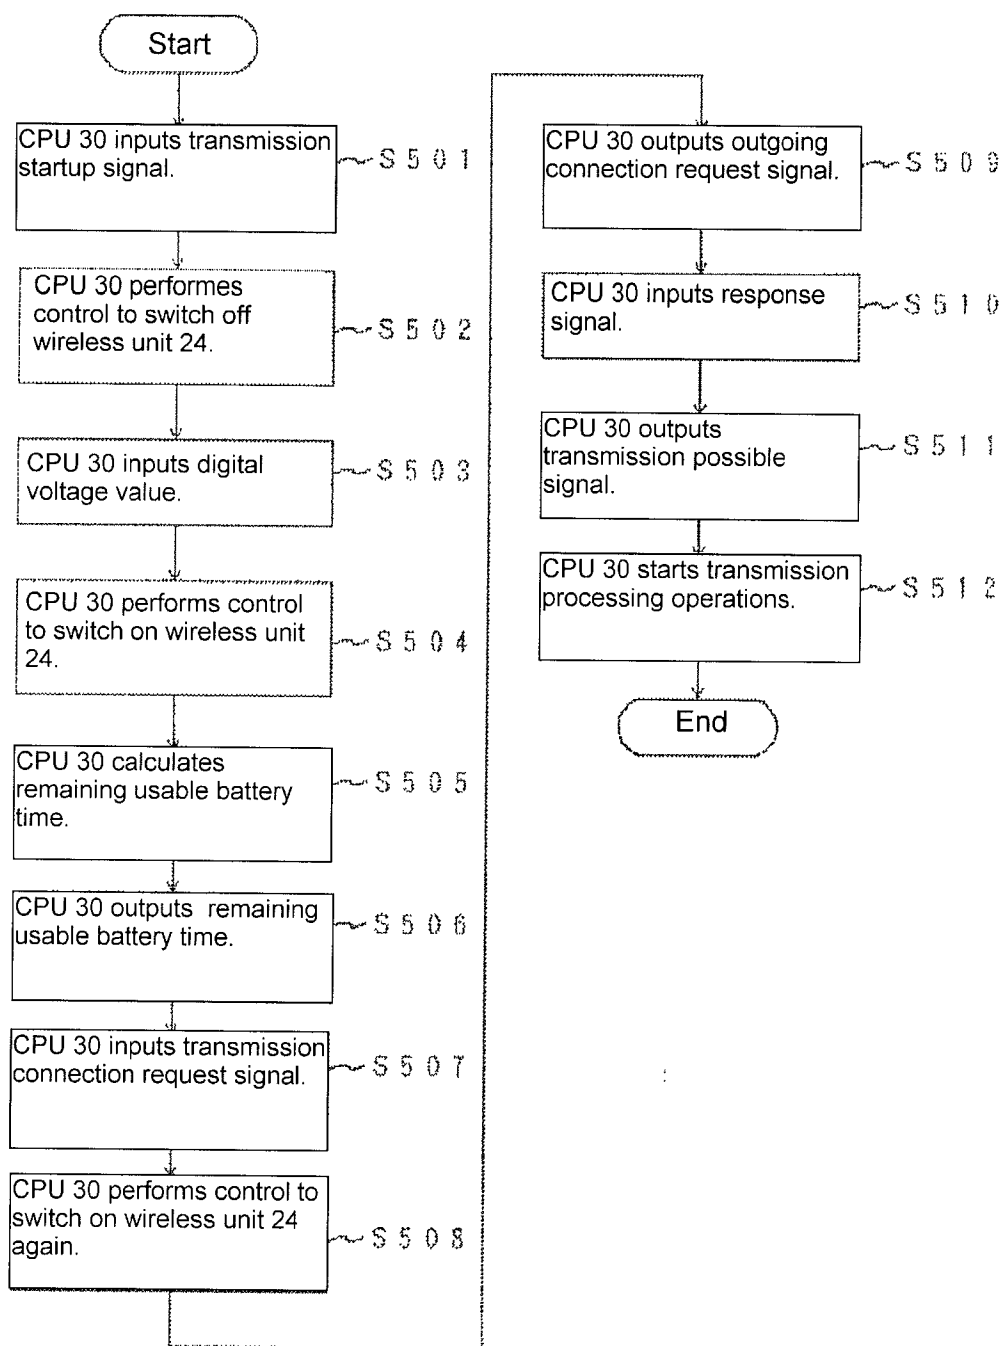 Start
CPU 30 inputs transmission
startup signal.
S501
CPU 30 performes
control to switch off
wireless unit 24.
S502
CPU 30 inputs digital
voltage value.
S503
CPU 30 performs control
to switch on wireless unit
24.
S504
CPU 30 calculates
remaining usable battery
time.
S505
CPU 30 outputs remaining
usable battery time.
S506
CPU 30 inputs transmission
connection request signal.
S507
CPU 30 performs control to
switch on wireless unit 24
again.
S508
CPU 30 outputs outgoing
connection request signal.
S509
CPU 30 inputs response
signal.
S510
CPU 30 outputs
transmission possible
signal.
S511
CPU 30 starts transmission
processing operations.
S512
End